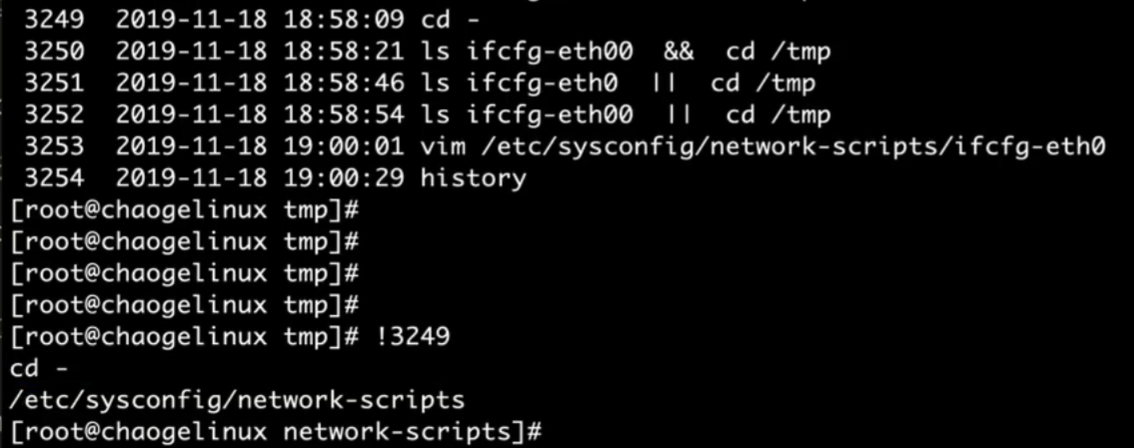 3249  2019-11-18 18:58:09 cd -
3250  2019-11-18 18:58:21 ls ifcfg-eth00  &&  cd /tmp
3251  2019-11-18 18:58:46 ls ifcfg-eth0  ||  cd /tmp
3252  2019-11-18 18:58:54 ls ifcfg-eth00  ||  cd /tmp
3253  2019-11-18 19:00:01 vim /etc/sysconfig/network-scripts/ifcfg-eth0
3254  2019-11-18 19:00:29 history
[root@chaogelinux tmp]#
[root@chaogelinux tmp]#
[root@chaogelinux tmp]#
[root@chaogelinux tmp]#
[root@chaogelinux tmp]# !3249
cd -
/etc/sysconfig/network-scripts
[root@chaogelinux network-scripts]#